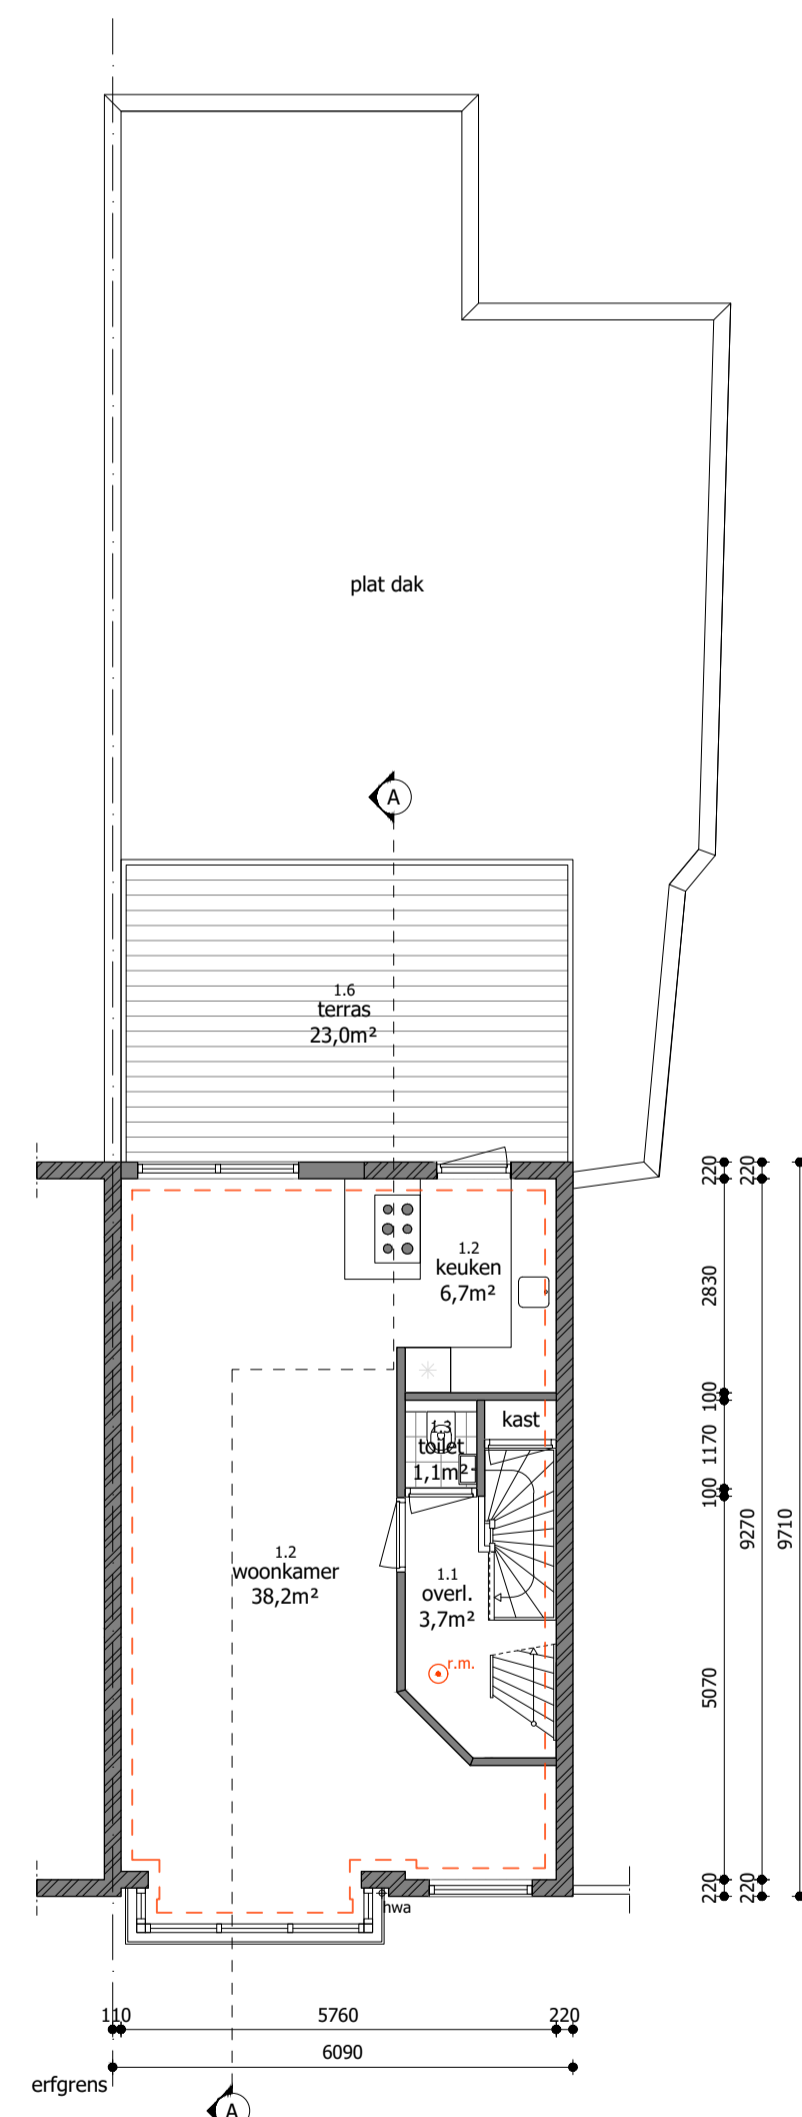 plat dak
A
1.6
terras
23,0m²
1.2
keuken
6,7m²
kast
1.3
toilet
1,1m²
1.2
woonkamer
38,2m²
1.1
overl.
3,7m²
r.m.
hwa
220
2830
100
1170
100
5070
220
220
9270
220
9710
110 5760 220
6090
erfgrens
A